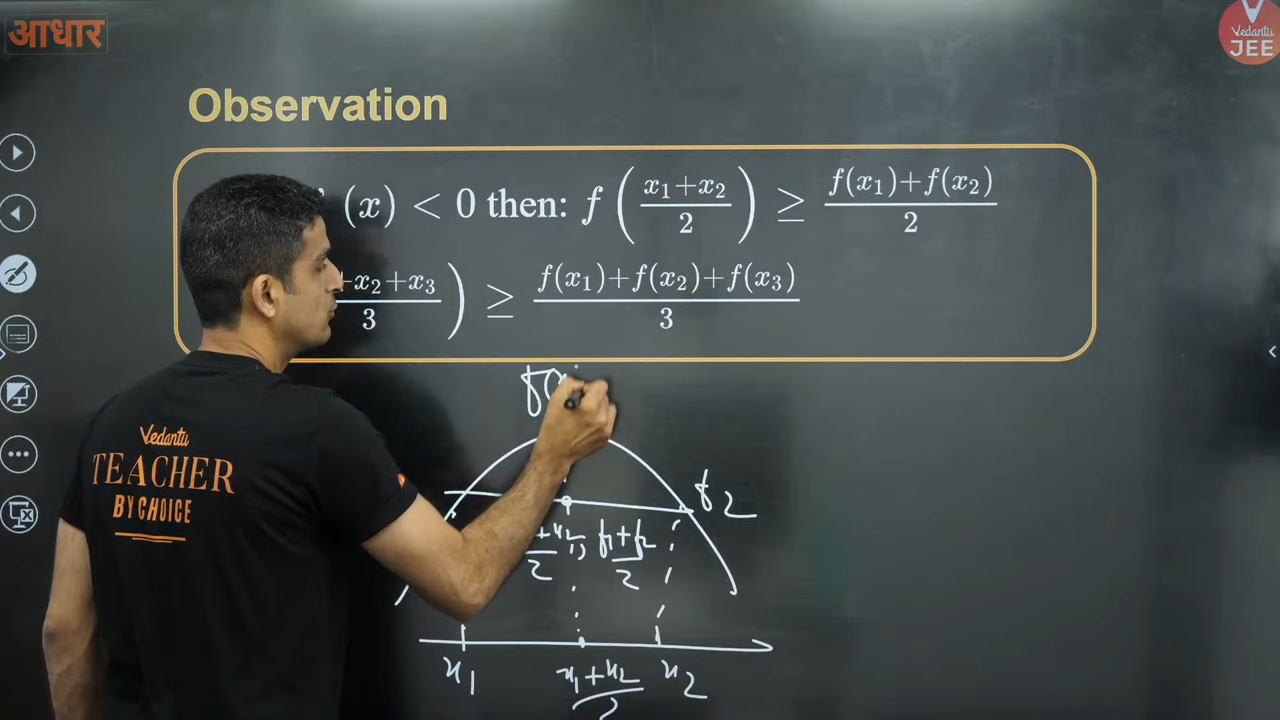 आधार
Vedantu
JEE
Observation
(x) < 0 then: f ( x₁+x₂ / 2 ) ≥ f(x₁)+f(x₂) / 2
+x₂+x₃ / 3 ) ≥ f(x₁)+f(x₂)+f(x₃) / 3
f₂
f₁+f₂ / 2
x₁
x₁+x₂ / 2
x₂
Vedantu
TEACHER
BY CHOICE